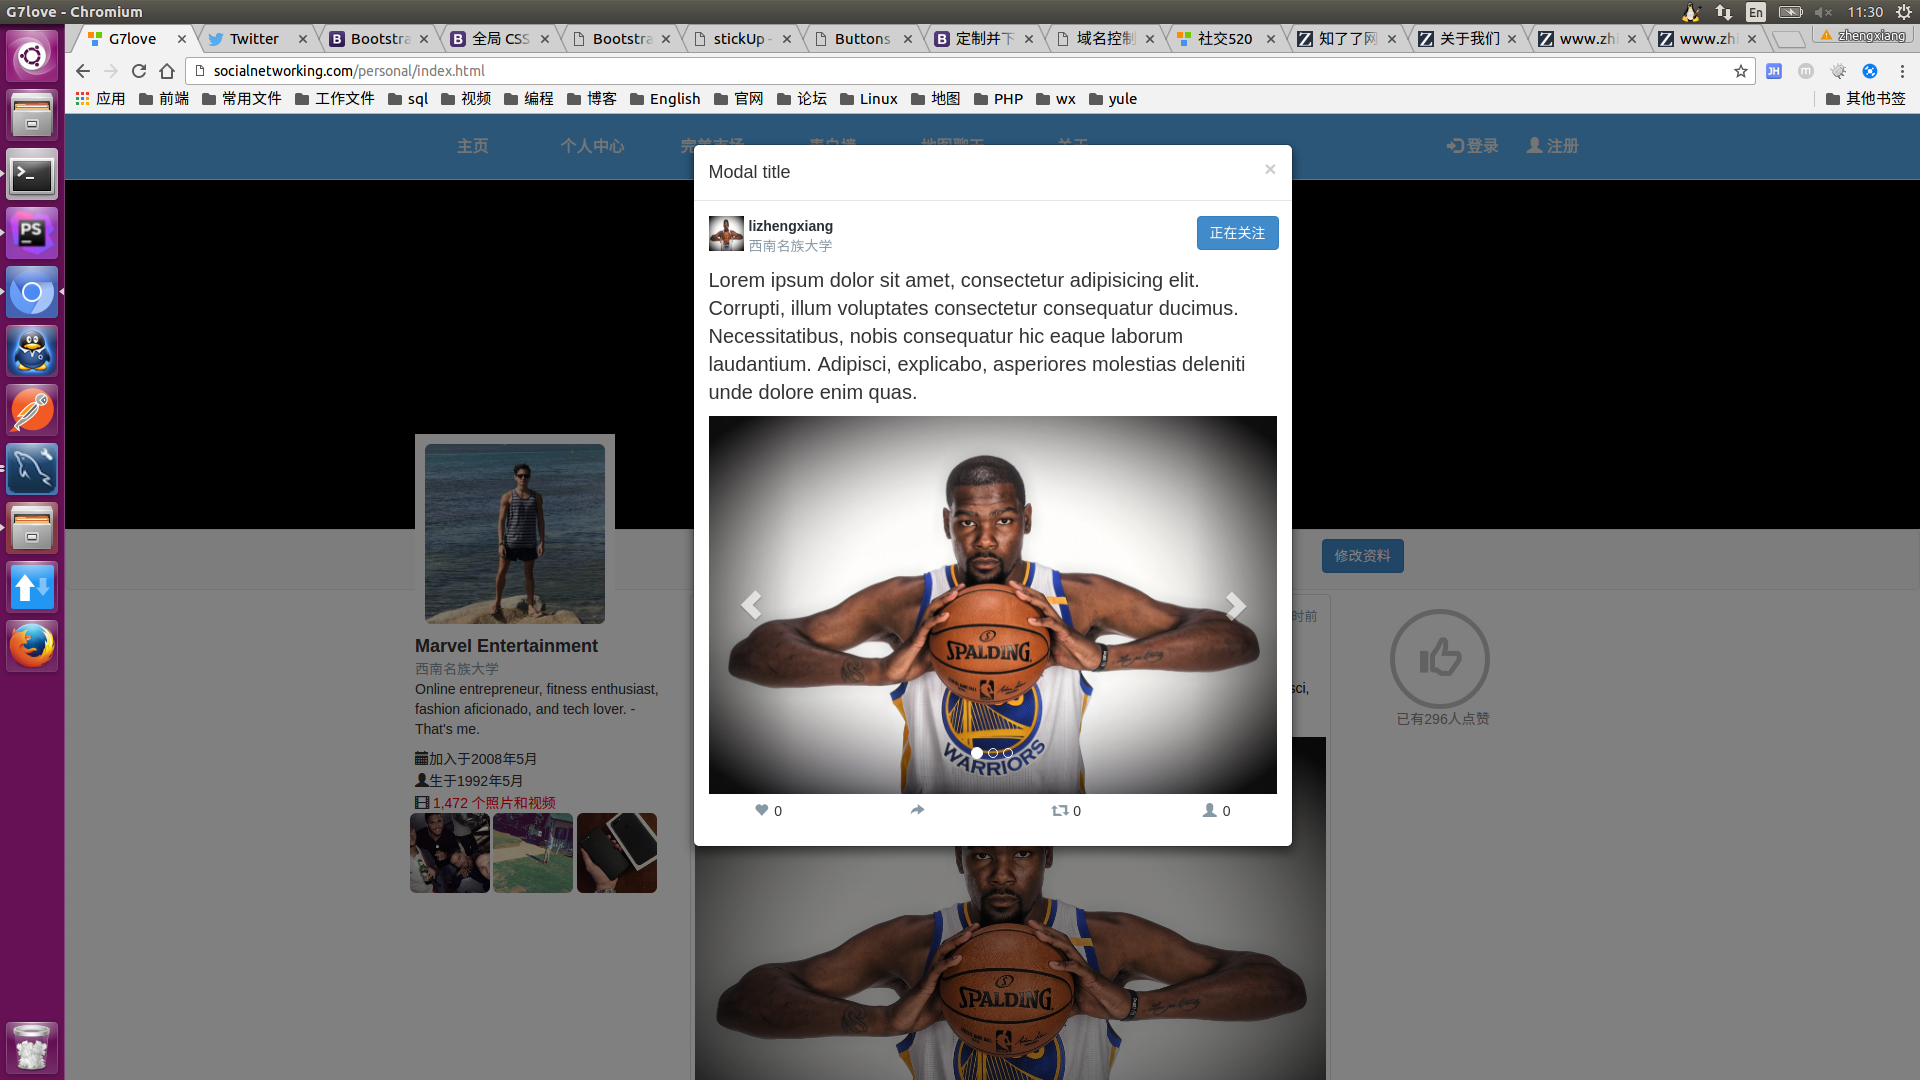 G7love - Chromium
En
11:30
G7love
Twitter
Bootstra
全局 CSS
Bootstra
stickUp -
Buttons
定制并下
域名控制
社交520
知了了网
关于我们
www.zhi
www.zhi
zhengxiang
socialnetworking.com/personal/index.html
应用
前端
常用文件
工作文件
sql
视频
编程
博客
English
官网
论坛
Linux
地图
PHP
wx
yule
其他书签
主页
个人中心
登录
注册
Modal title
×
lizhengxiang
西南名族大学
正在关注
Lorem ipsum dolor sit amet, consectetur adipisicing elit.
Corrupti, illum voluptates consectetur consequatur ducimus.
Necessitatibus, nobis consequatur hic eaque laborum
laudantium. Adipisci, explicabo, asperiores molestias deleniti
unde dolore enim quas.
SPALDING
WARRIORS
0
0
0
修改资料
时前
sci,
已有296人点赞
Marvel Entertainment
西南名族大学
Online entrepreneur, fitness enthusiast,
fashion aficionado, and tech lover. -
That's me.
加入于2008年5月
生于1992年5月
1,472 个照片和视频
SPALDING
PS
JH
m